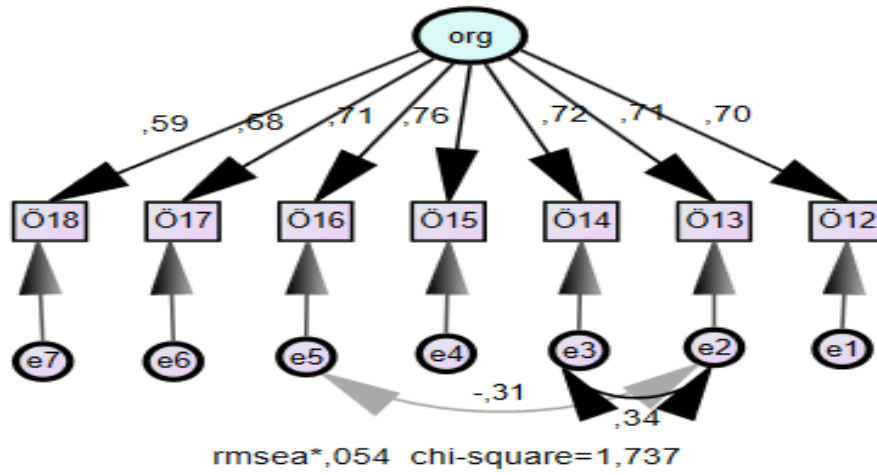 org
,59 ,68 ,71 ,76 ,72 ,71 ,70
Ö18 Ö17 Ö16 Ö15 Ö14 Ö13 Ö12
e7 e6 e5 e4 e3 e2 e1
-,31
,34
rmsea*,054 chi-square=1,737